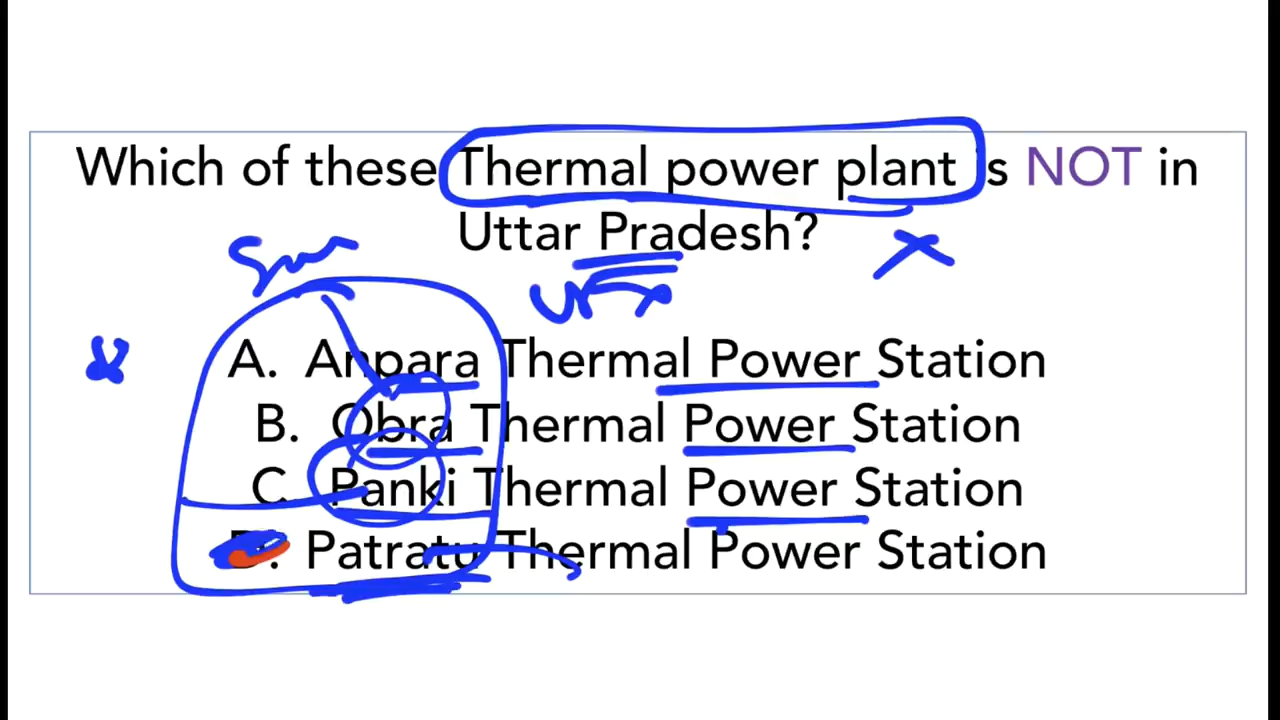 Which of these Thermal power plant is NOT in
Uttar Pradesh?
A. Anpara Thermal Power Station
B. Obra Thermal Power Station
C. Panki Thermal Power Station
D. Patratu Thermal Power Station